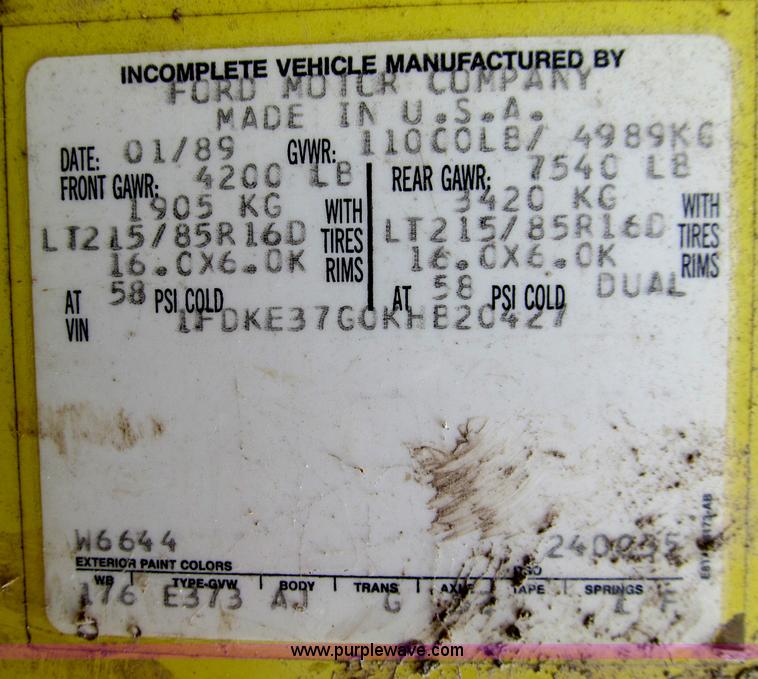 INCOMPLETE VEHICLE MANUFACTURED BY
FORD MOTOR COMPANY
MADE IN U.S.A.
DATE: 01/89 GVWR: 11000LB/ 4989KG
FRONT GAWR: 4200 LB REAR GAWR: 7540 LB
1905 KG WITH 3420 KG WITH
LT215/85R16D TIRES LT215/85R16D TIRES
16.0X6.0K RIMS 16.0X6.0K RIMS
AT 58 PSI COLD AT 58 PSI COLD DUAL
VIN 1FDKE37G0KHB20427
W6644
EXTERIOR PAINT COLORS DSO
WB TYPE-GVW BODY TRANS AXLE TAPE SPRINGS
176 E373 AJ G F
www.purplewave.com